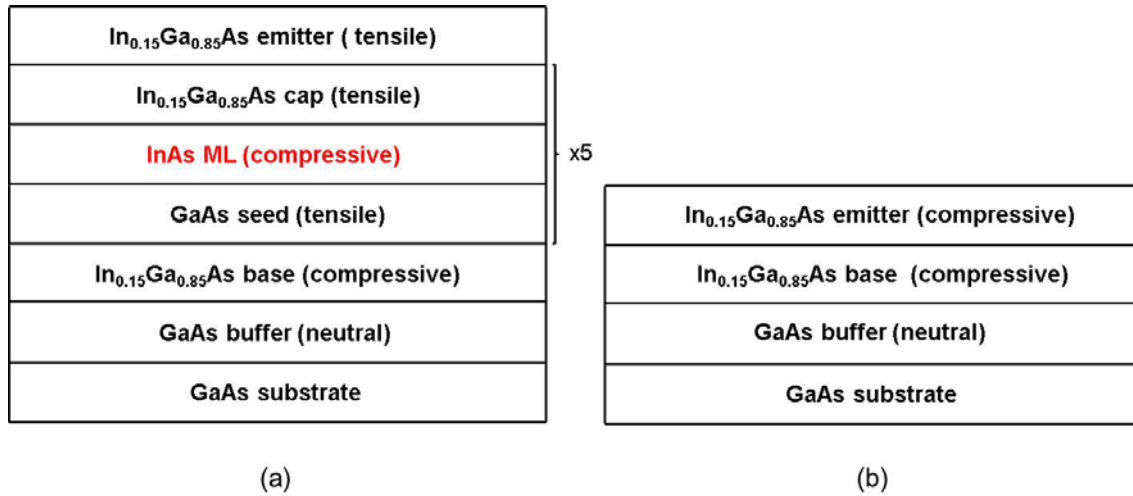 In₀.₁₅Ga₀.₈₅As emitter ( tensile)
In₀.₁₅Ga₀.₈₅As cap (tensile)
InAs ML (compressive)
x5
GaAs seed (tensile)
In₀.₁₅Ga₀.₈₅As base (compressive)
GaAs buffer (neutral)
GaAs substrate
(a)
In₀.₁₅Ga₀.₈₅As emitter (compressive)
In₀.₁₅Ga₀.₈₅As base (compressive)
GaAs buffer (neutral)
GaAs substrate
(b)